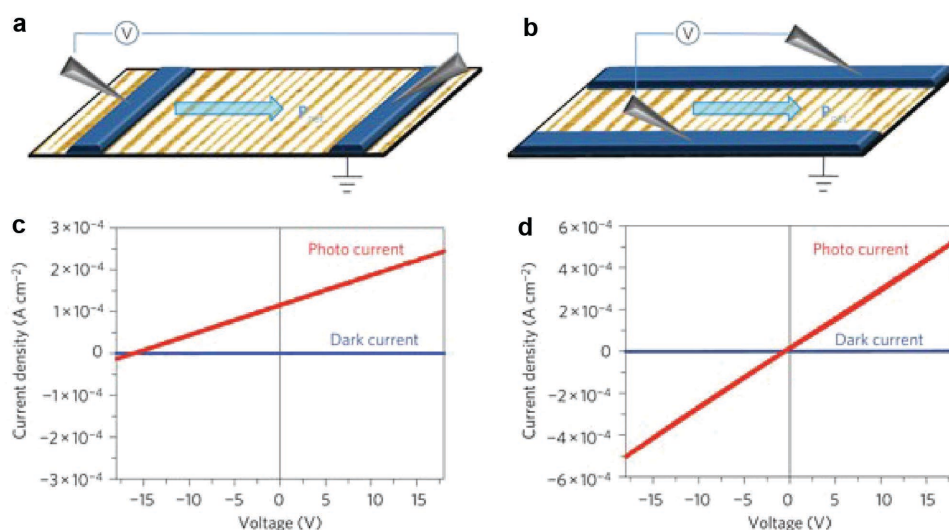 a
V
P_net
b
V
P_net
c
3×10⁻⁴
2×10⁻⁴
1×10⁻⁴
0
−1×10⁻⁴
−2×10⁻⁴
−3×10⁻⁴
Current density (A cm⁻²)
Photo current
Dark current
−15 −10 −5 0 5 10 15
Voltage (V)
d
6×10⁻⁴
4×10⁻⁴
2×10⁻⁴
0
−2×10⁻⁴
−4×10⁻⁴
−6×10⁻⁴
Current density (A cm⁻²)
Photo current
Dark current
−15 −10 −5 0 5 10 15
Voltage (V)